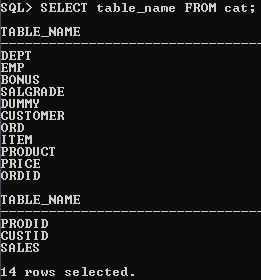 SQL> SELECT table_name FROM cat;
TABLE_NAME
------------------------------
DEPT
EMP
BONUS
SALGRADE
DUMMY
CUSTOMER
ORD
ITEM
PRODUCT
PRICE
ORDID
TABLE_NAME
------------------------------
PRODID
CUSTID
SALES
14 rows selected.